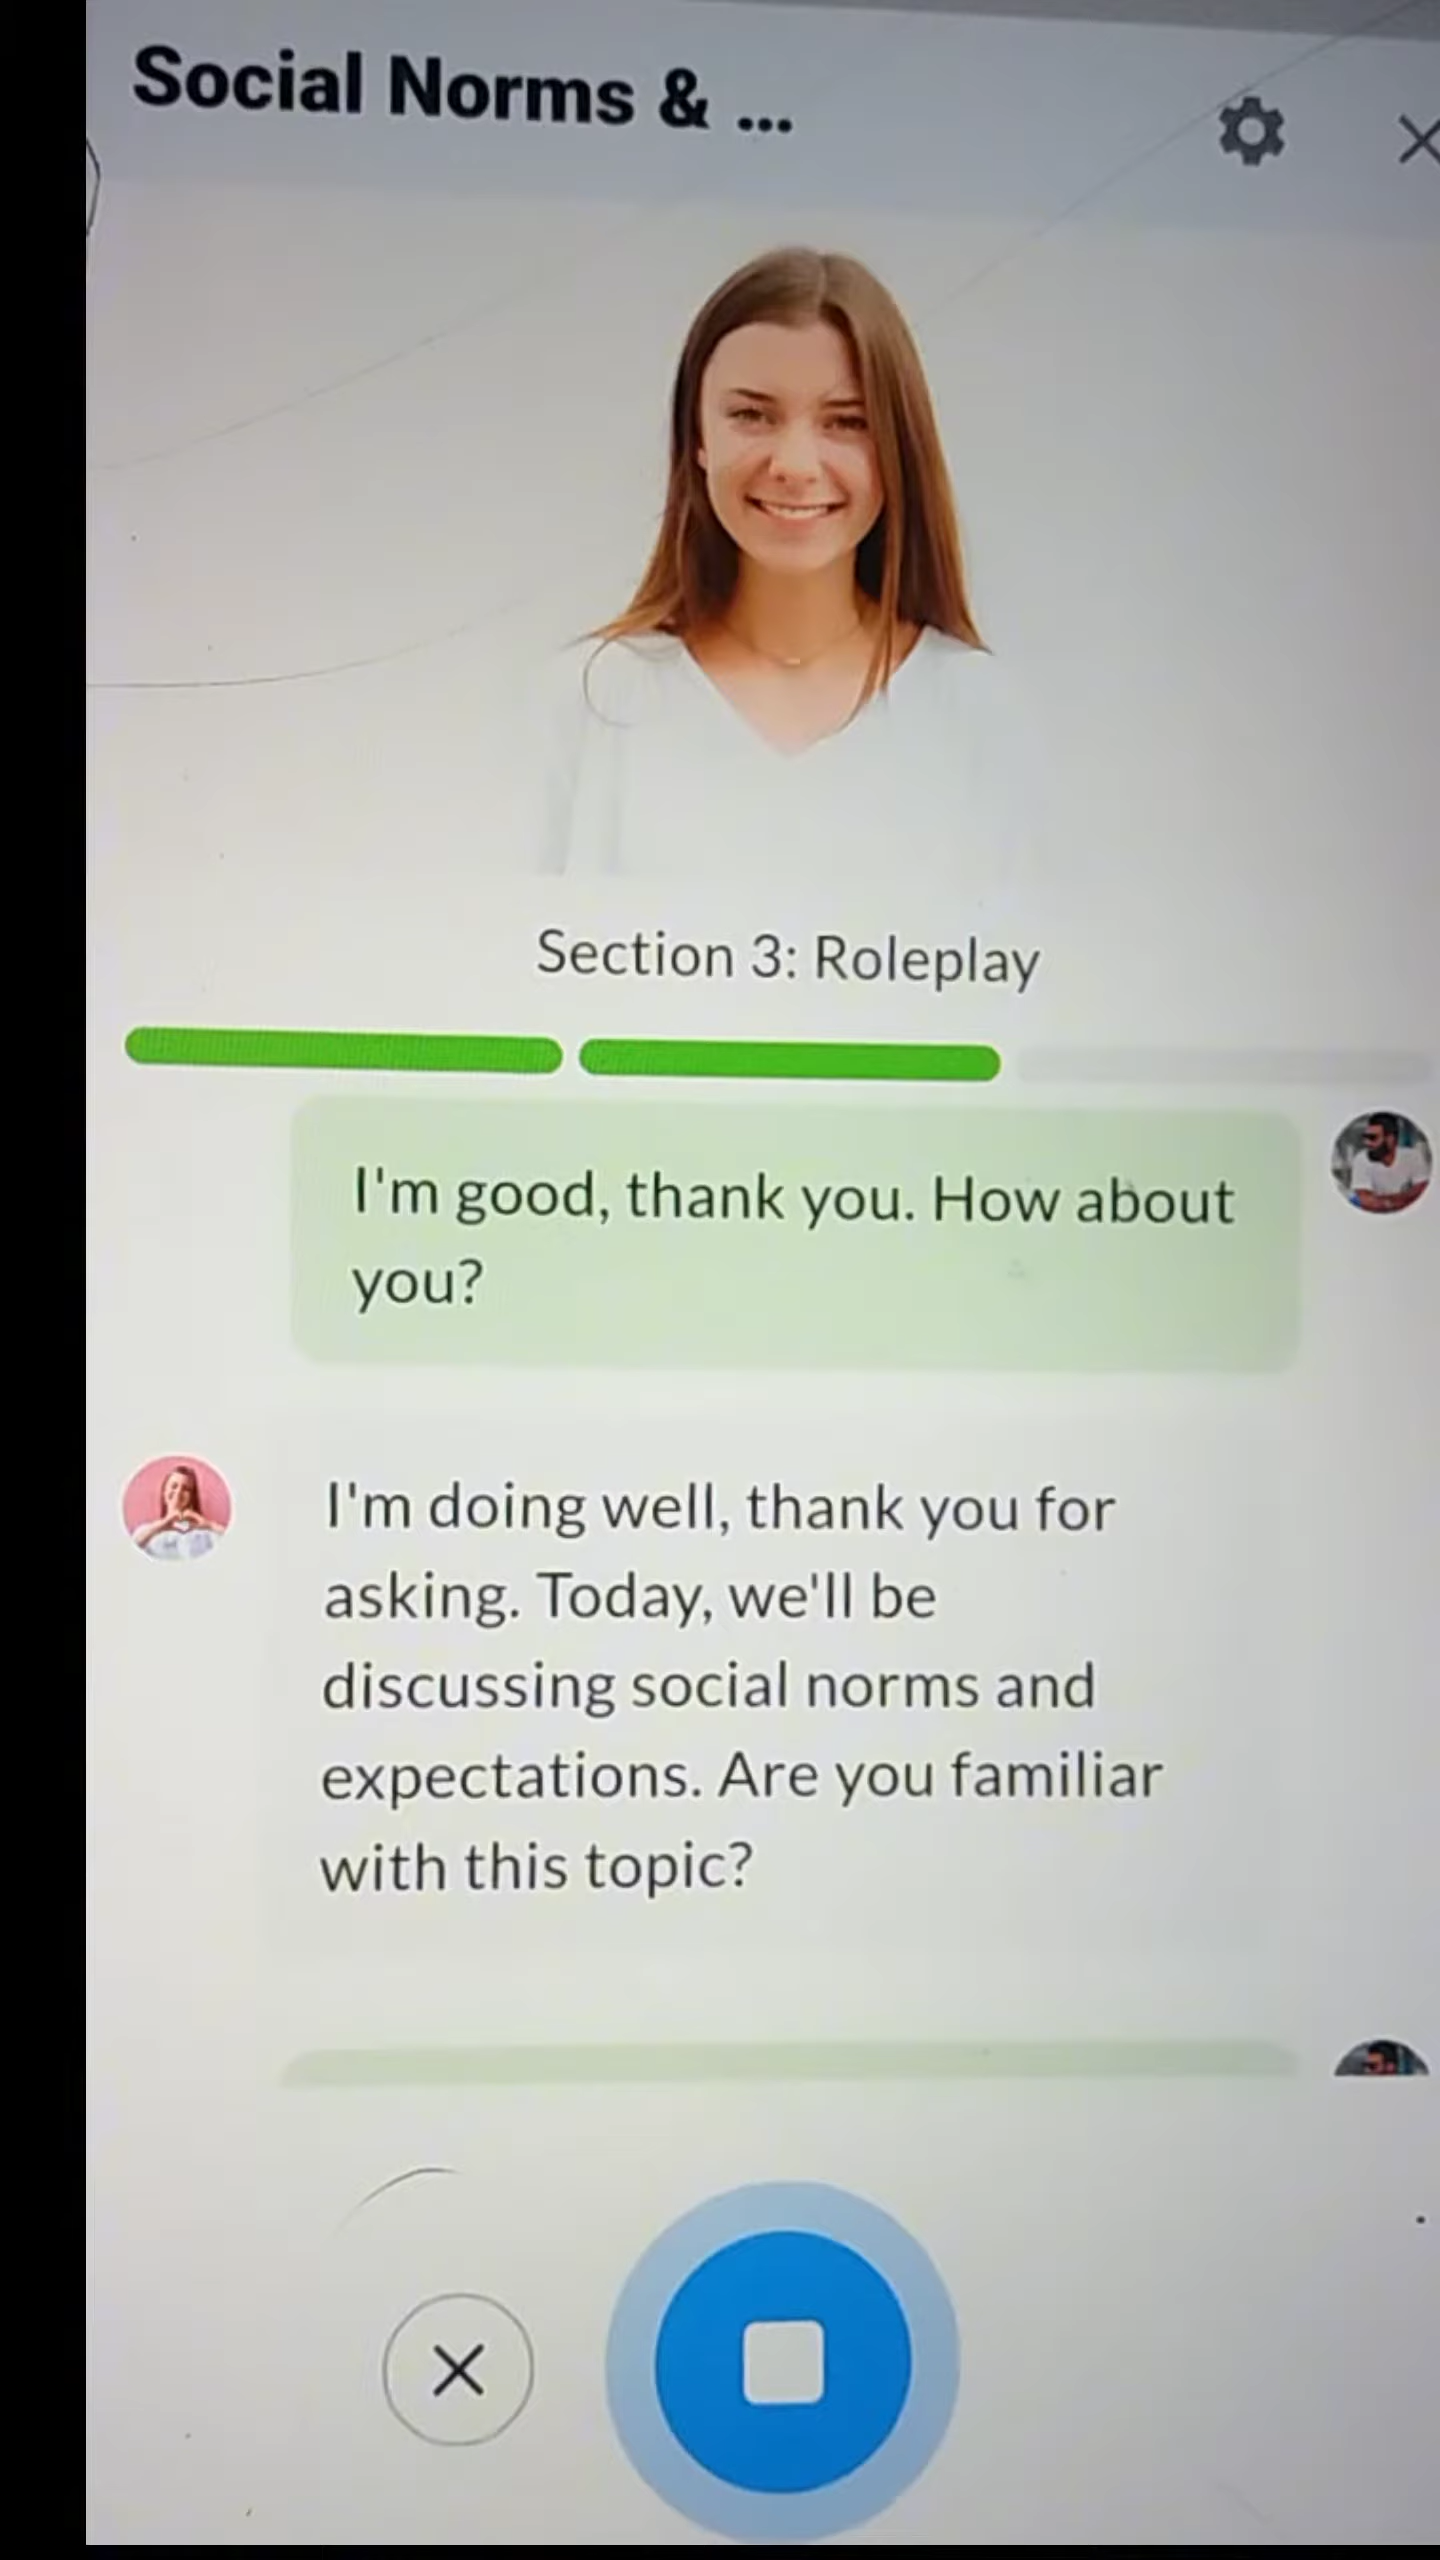 Social Norms & ...
Section 3: Roleplay
I'm good, thank you. How about
you?
I'm doing well, thank you for
asking. Today, we'll be
discussing social norms and
expectations. Are you familiar
with this topic?